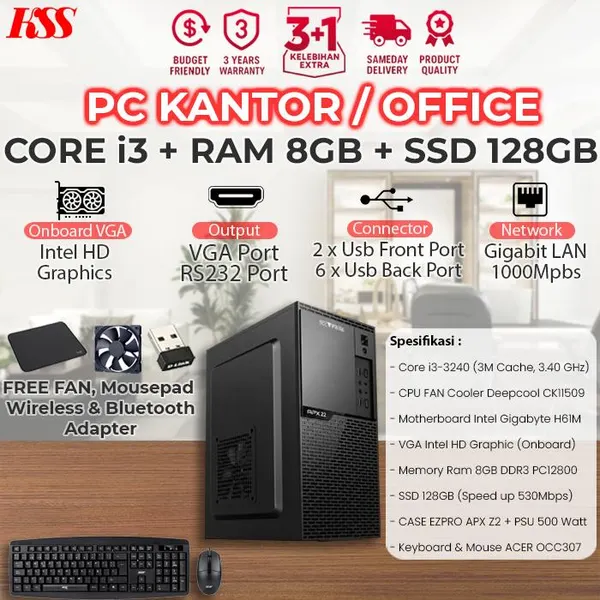 KSS
BUDGET
FRIENDLY
3
3 YEARS
WARRANTY
3+1
KELEBIHAN
EXTRA
SAMEDAY
DELIVERY
PRODUCT
QUALITY
PC KANTOR / OFFICE
CORE i3 + RAM 8GB + SSD 128GB
Onboard VGA
Intel HD
Graphics
Output
VGA Port
RS232 Port
Connector
2 x Usb Front Port
6 x Usb Back Port
Network
Gigabit LAN
1000Mpbs
FREE FAN, Mousepad
Wireless & Bluetooth
Adapter
APX Z2
Spesifikasi :
- Core i3-3240 (3M Cache, 3.40 GHz)
- CPU FAN Cooler Deepcool CK11509
- Motherboard Intel Gigabyte H61M
- VGA Intel HD Graphic (Onboard)
- Memory Ram 8GB DDR3 PC12800
- SSD 128GB (Speed up 530Mbps)
- CASE EZPRO APX Z2 + PSU 500 Watt
- Keyboard & Mouse ACER OCC307